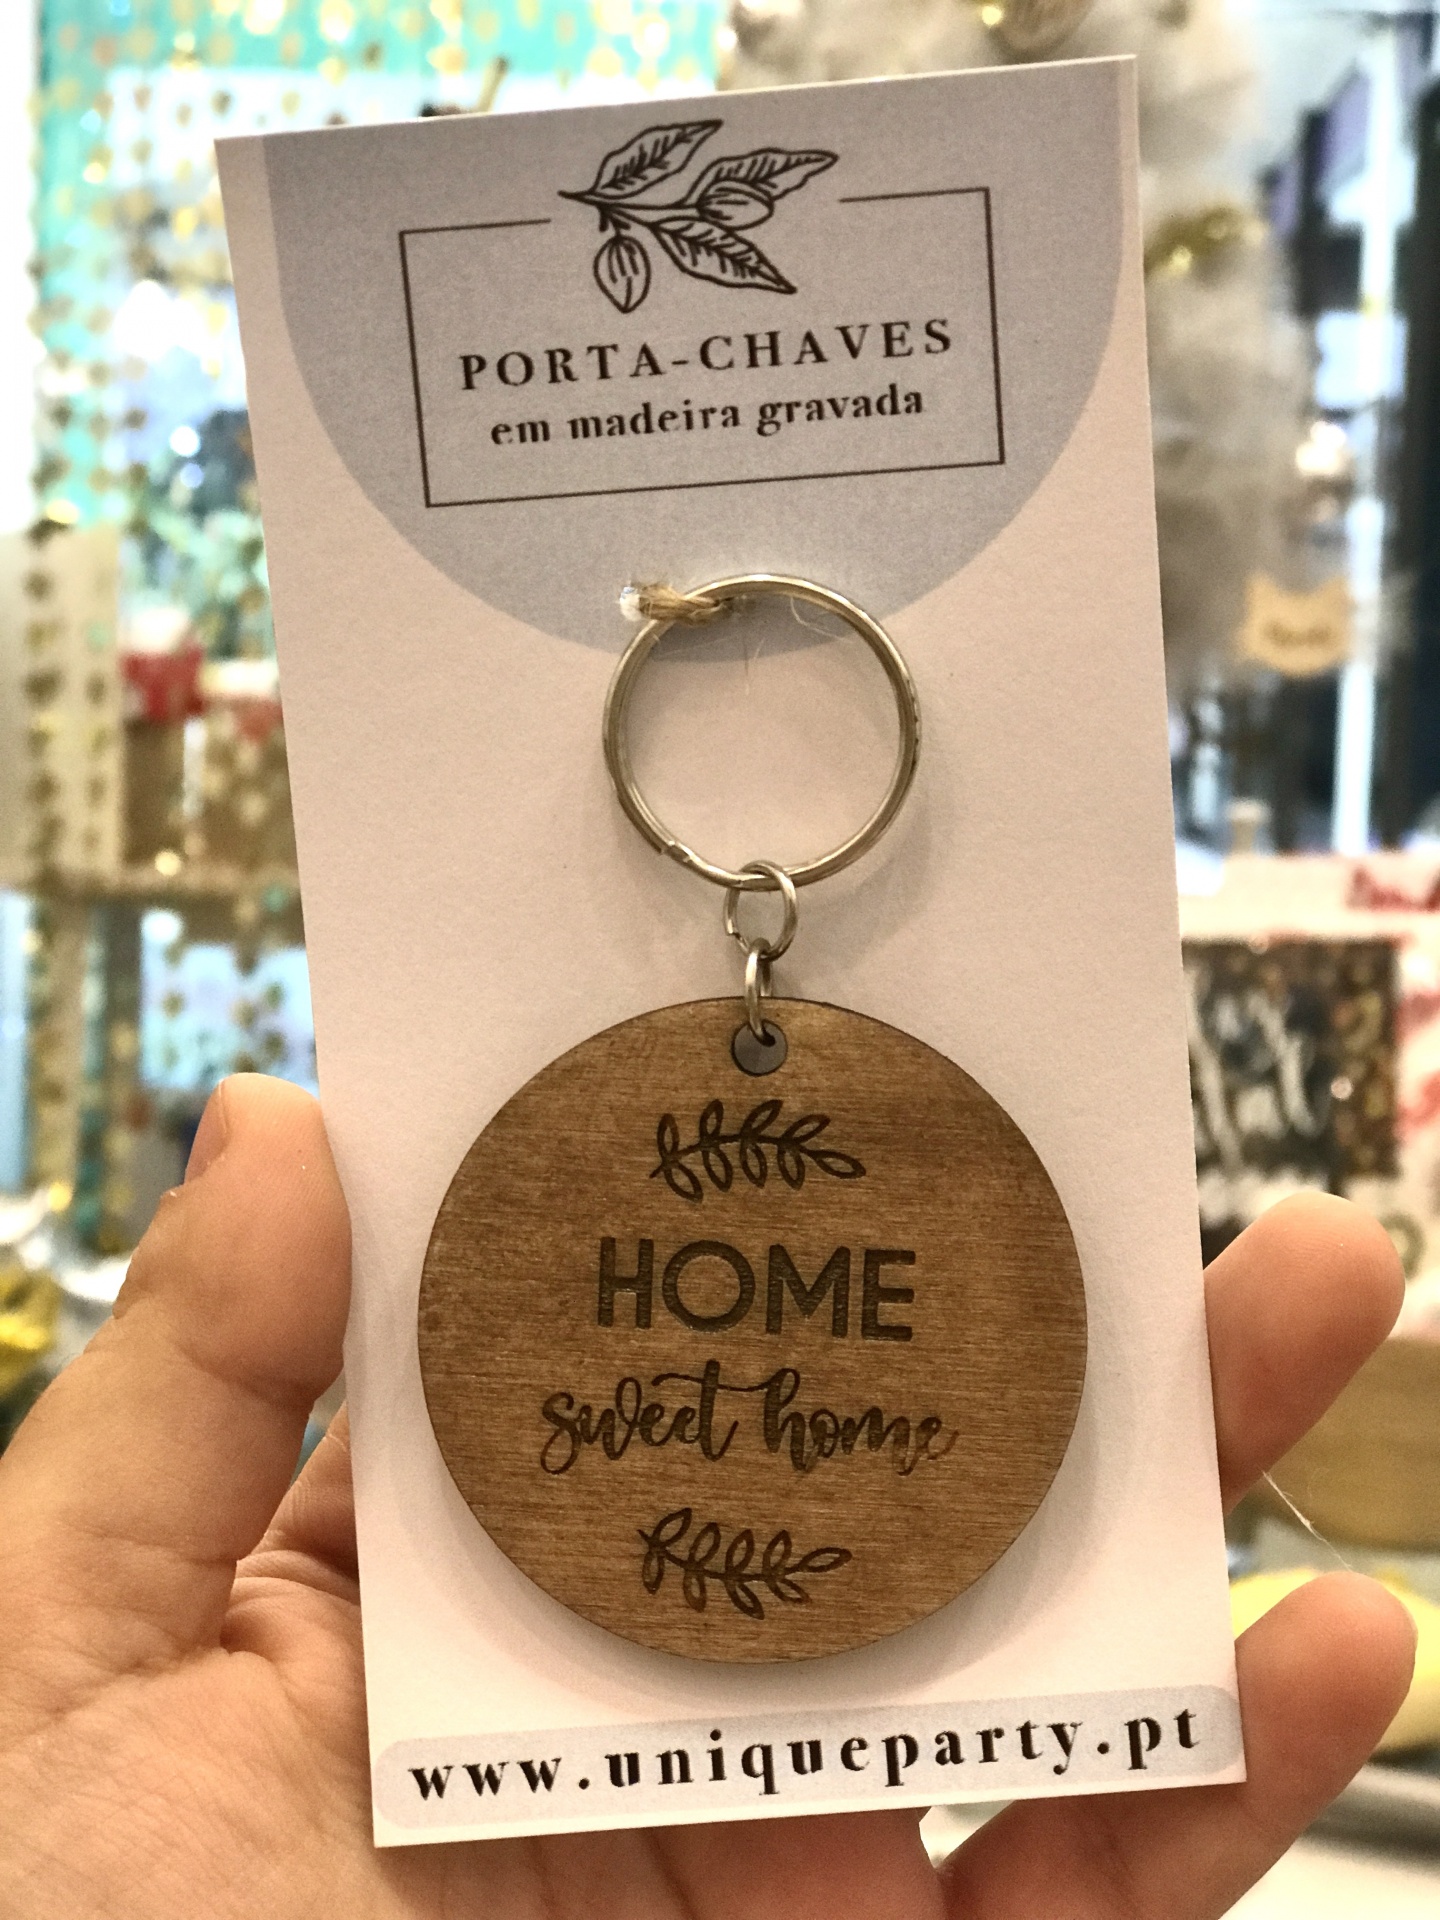 PORTA-CHAVES
em madeira gravada
HOME
sweet home
www.uniqueparty.pt